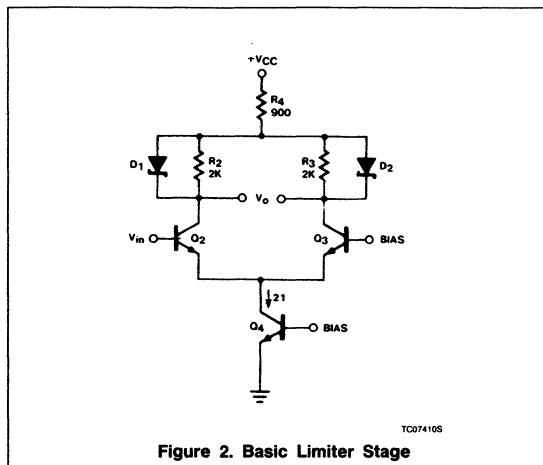 +VCC
R4
900
D1
R2
2K
R3
2K
D2
Vo
Vin
Q2
Q3
BIAS
21
Q4
BIAS
TC07410S
Figure 2. Basic Limiter Stage